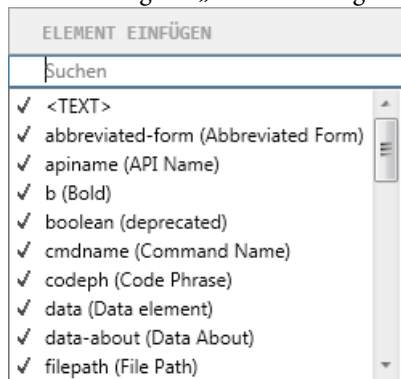 ELEMENT EINFÜGEN
Suchen
✓ <TEXT>
✓ abbreviated-form (Abbreviated Form)
✓ apiname (API Name)
✓ b (Bold)
✓ boolean (deprecated)
✓ cmdname (Command Name)
✓ codeph (Code Phrase)
✓ data (Data element)
✓ data-about (Data About)
✓ filepath (File Path)